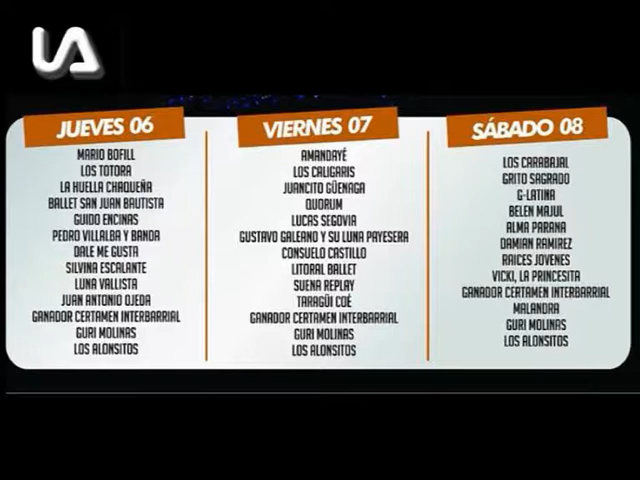 UA
JUEVES 06
MARIO BOFILL
LOS TOTORA
LA HUELLA CHAQUEÑA
BALLET SAN JUAN BAUTISTA
GUIDO ENCINAS
PEDRO VILLALBA Y BANDA
DALE ME GUSTA
SILVINA ESCALANTE
LUNA VALLISTA
JUAN ANTONIO OJEDA
GANADOR CERTAMEN INTERBARRIAL
GURI MOLINAS
LOS ALONSITOS
VIERNES 07
AMANDAYÉ
LOS CALIGARIS
JUANCITO GÜENAGA
QUORUM
LUCAS SEGOVIA
GUSTAVO GALEANO Y SU LUNA PAYESERA
CONSUELO CASTILLO
LITORAL BALLET
SUENA REPLAY
TARAGÜI COÉ
GANADOR CERTAMEN INTERBARRIAL
GURI MOLINAS
LOS ALONSITOS
SÁBADO 08
LOS CARABAJAL
GRITO SAGRADO
G-LATINA
BELEN MAJUL
ALMA PARANA
DAMIAN RAMIREZ
RAICES JOVENES
VICKI, LA PRINCESITA
GANADOR CERTAMEN INTERBARRIAL
MALANDRA
GURI MOLINAS
LOS ALONSITOS